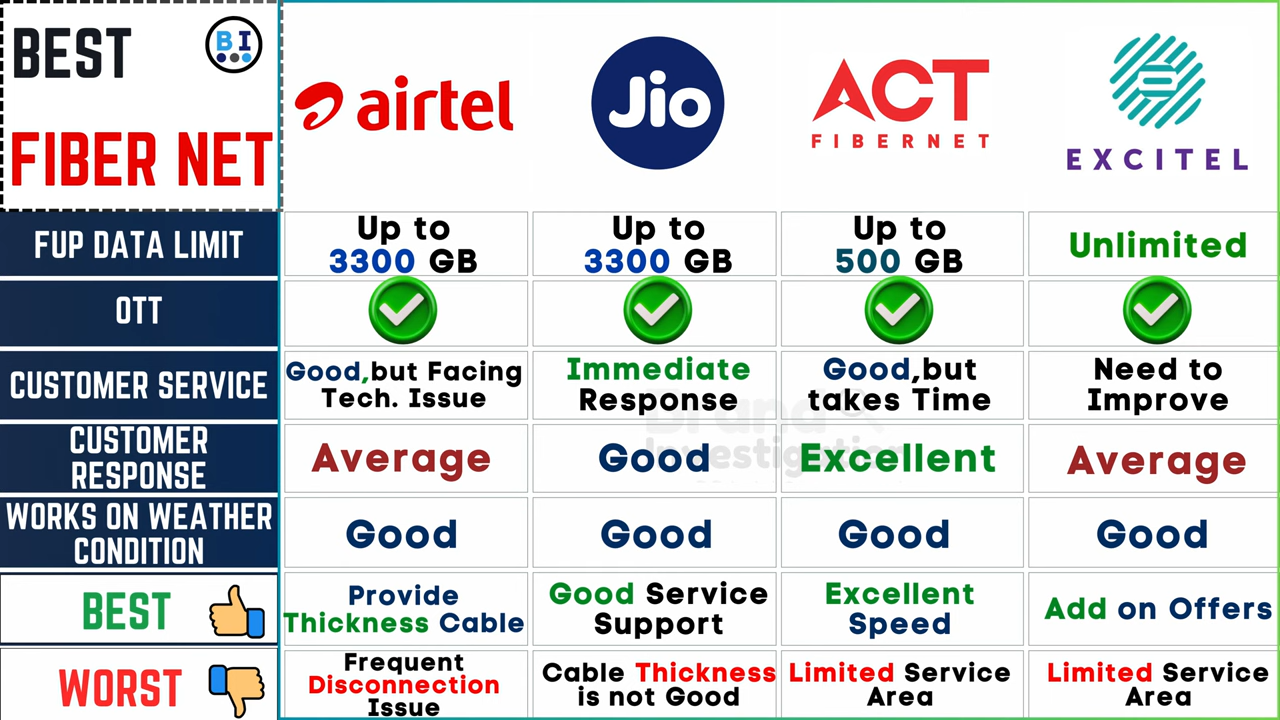 BEST
BI
FIBER NET
airtel
Jio
ACT
FIBERNET
EXCITEL
FUP DATA LIMIT
Up to
3300 GB
Up to
3300 GB
Up to
500 GB
Unlimited
OTT
CUSTOMER SERVICE
Good,but Facing
Tech. Issue
Immediate
Response
Good,but
takes Time
Need to
Improve
Brand
Investigation
CUSTOMER
RESPONSE
Average
Good
Excellent
Average
WORKS ON WEATHER
CONDITION
Good
Good
Good
Good
BEST
Provide
Thickness Cable
Good Service
Support
Excellent
Speed
Add on Offers
WORST
Frequent
Disconnection
Issue
Cable Thickness
is not Good
Limited Service
Area
Limited Service
Area